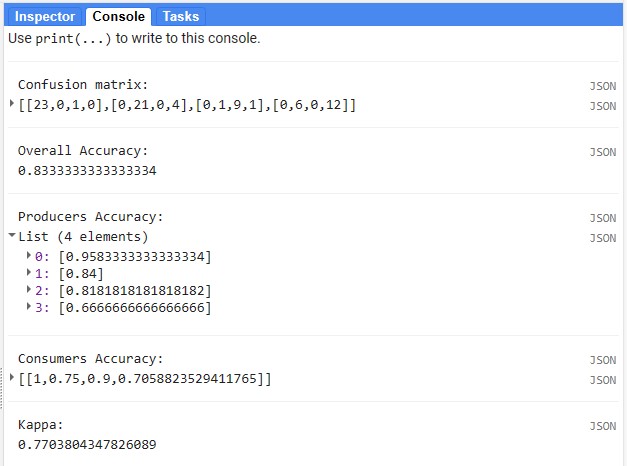 Inspector Console Tasks
Use print(...) to write to this console.
Confusion matrix: JSON
[[23,0,1,0],[0,21,0,4],[0,1,9,1],[0,6,0,12]] JSON
Overall Accuracy: JSON
0.8333333333333334
Producers Accuracy: JSON
List (4 elements) JSON
0: [0.9583333333333334]
1: [0.84]
2: [0.8181818181818182]
3: [0.6666666666666666]
Consumers Accuracy: JSON
[[1,0.75,0.9,0.7058823529411765]] JSON
Kappa: JSON
0.7703804347826089